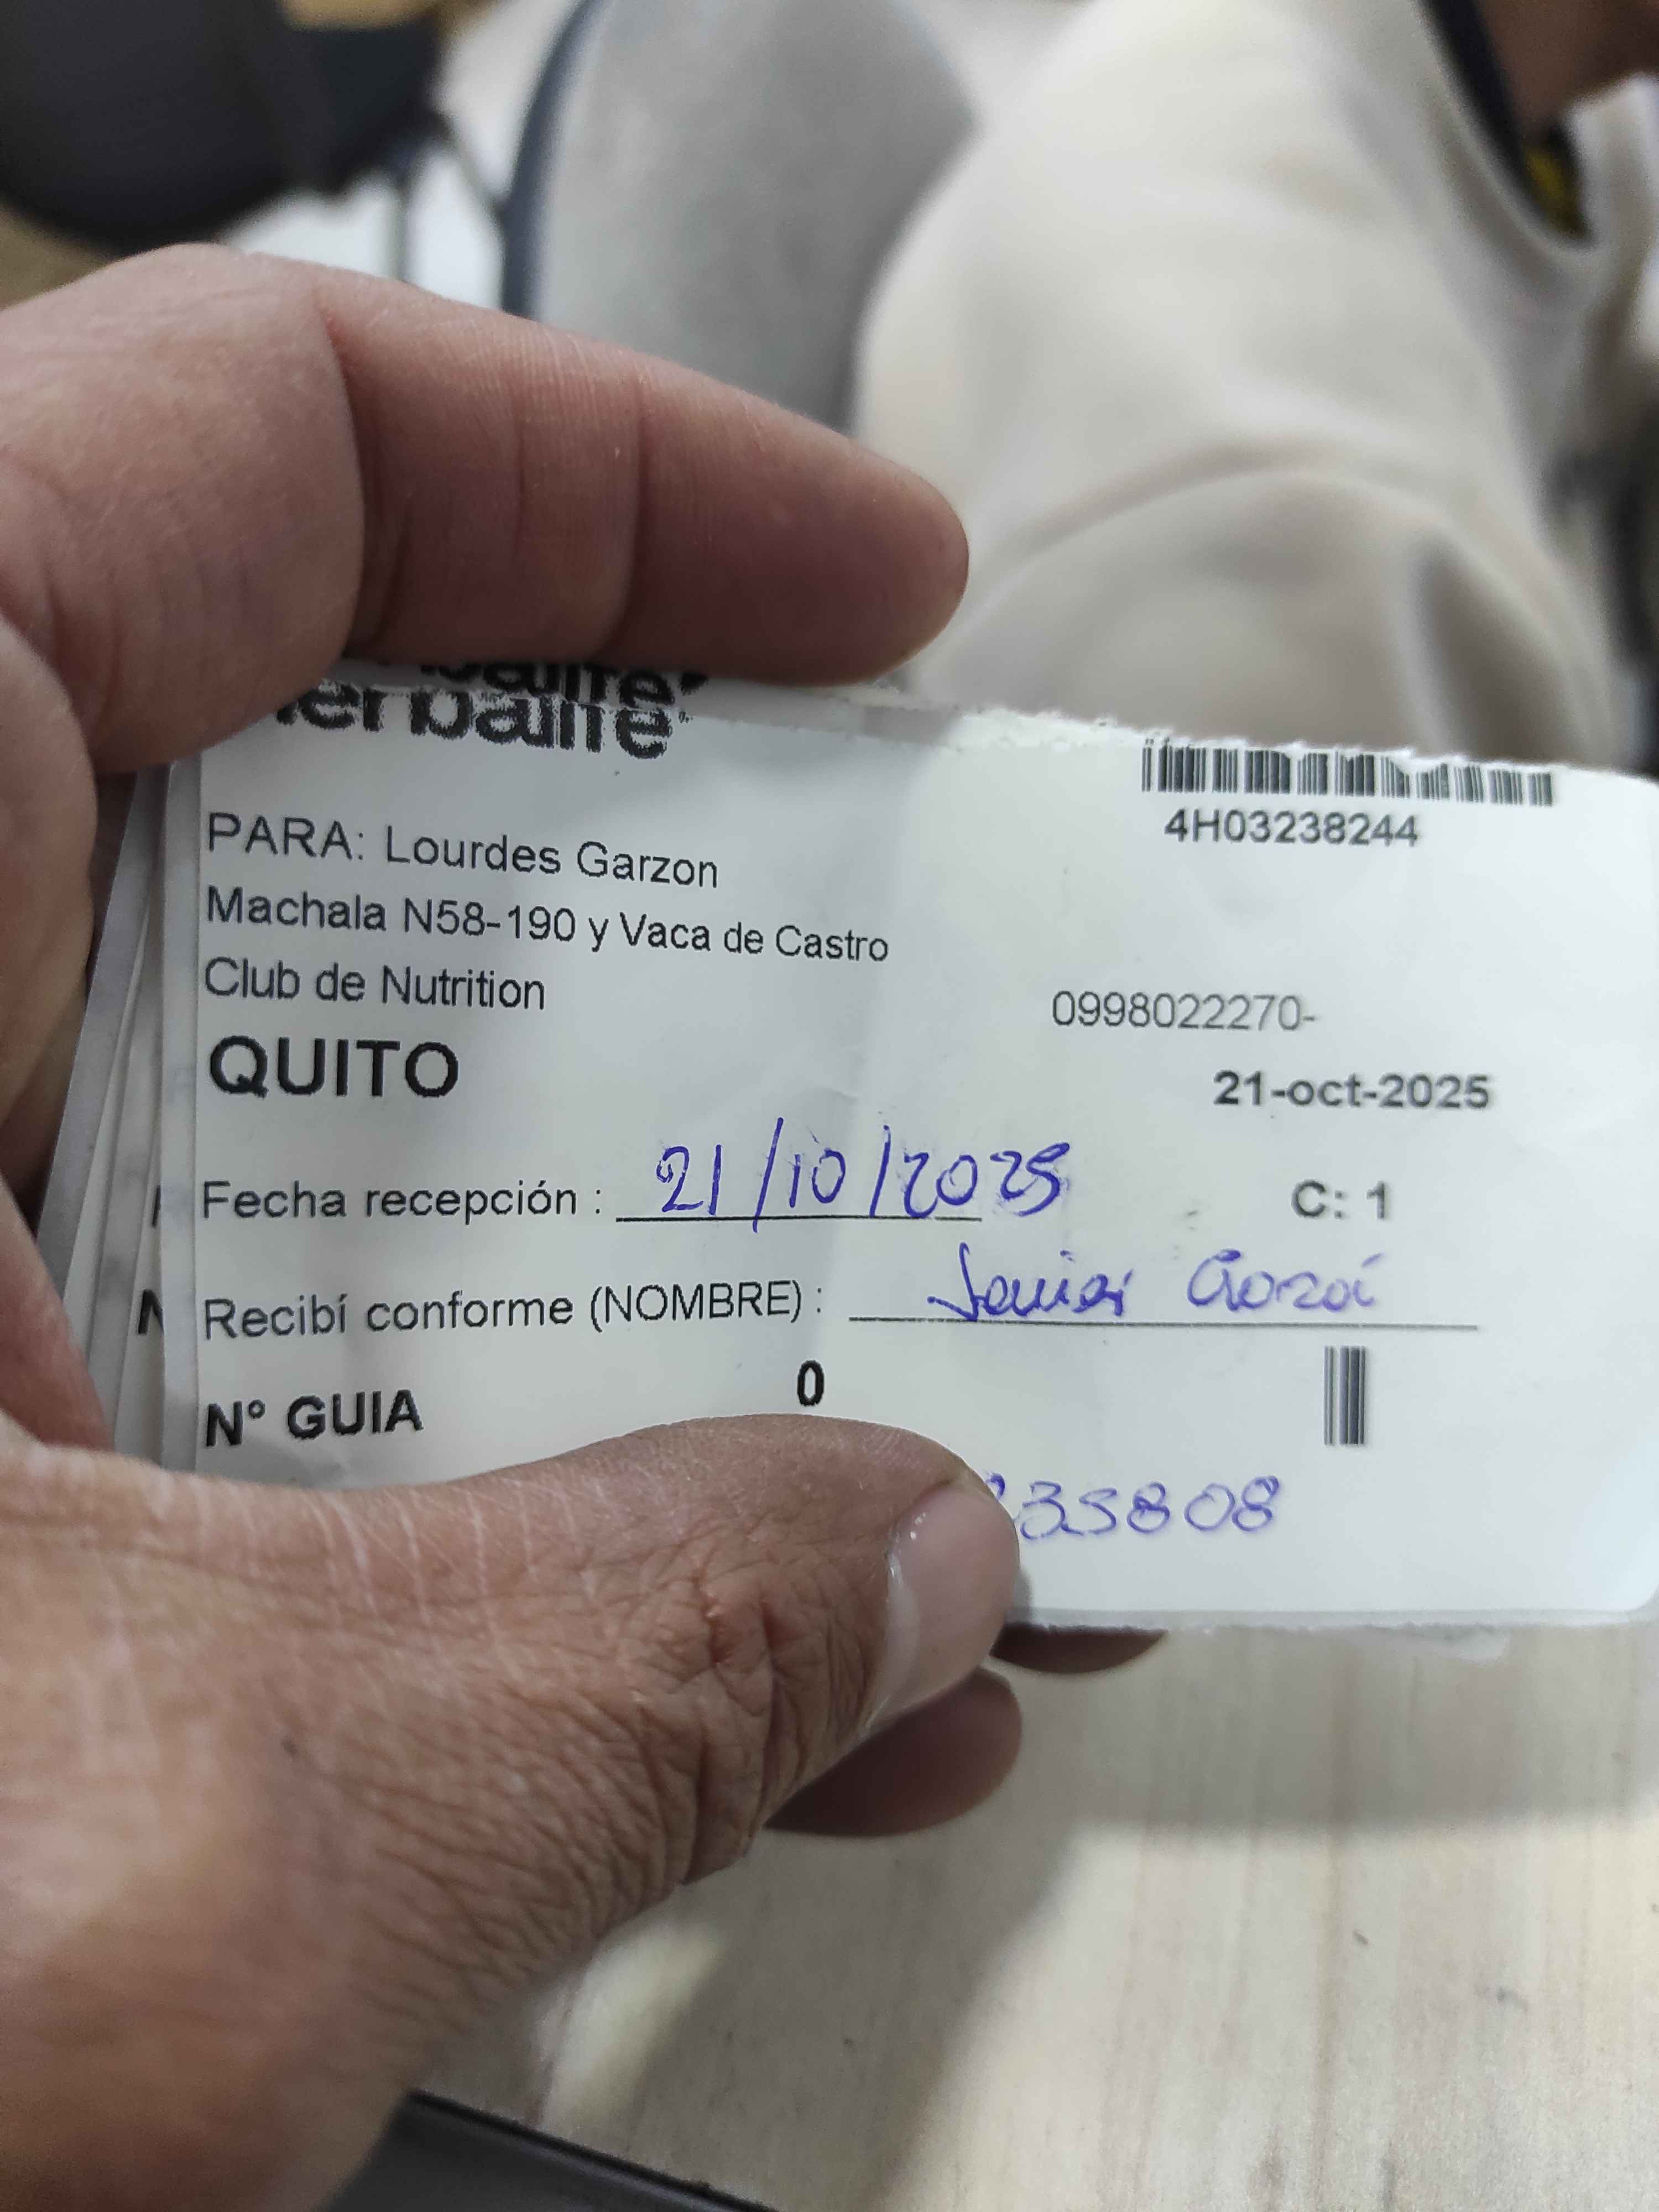 Herbalife
4H03238244
PARA: Lourdes Garzon
Machala N58-190 y Vaca de Castro
Club de Nutrition
0998022270-
QUITO
21-oct-2025
Fecha recepción : 21/10/2025
C: 1
Recibí conforme (NOMBRE) : Javier
N° GUIA
0
35808